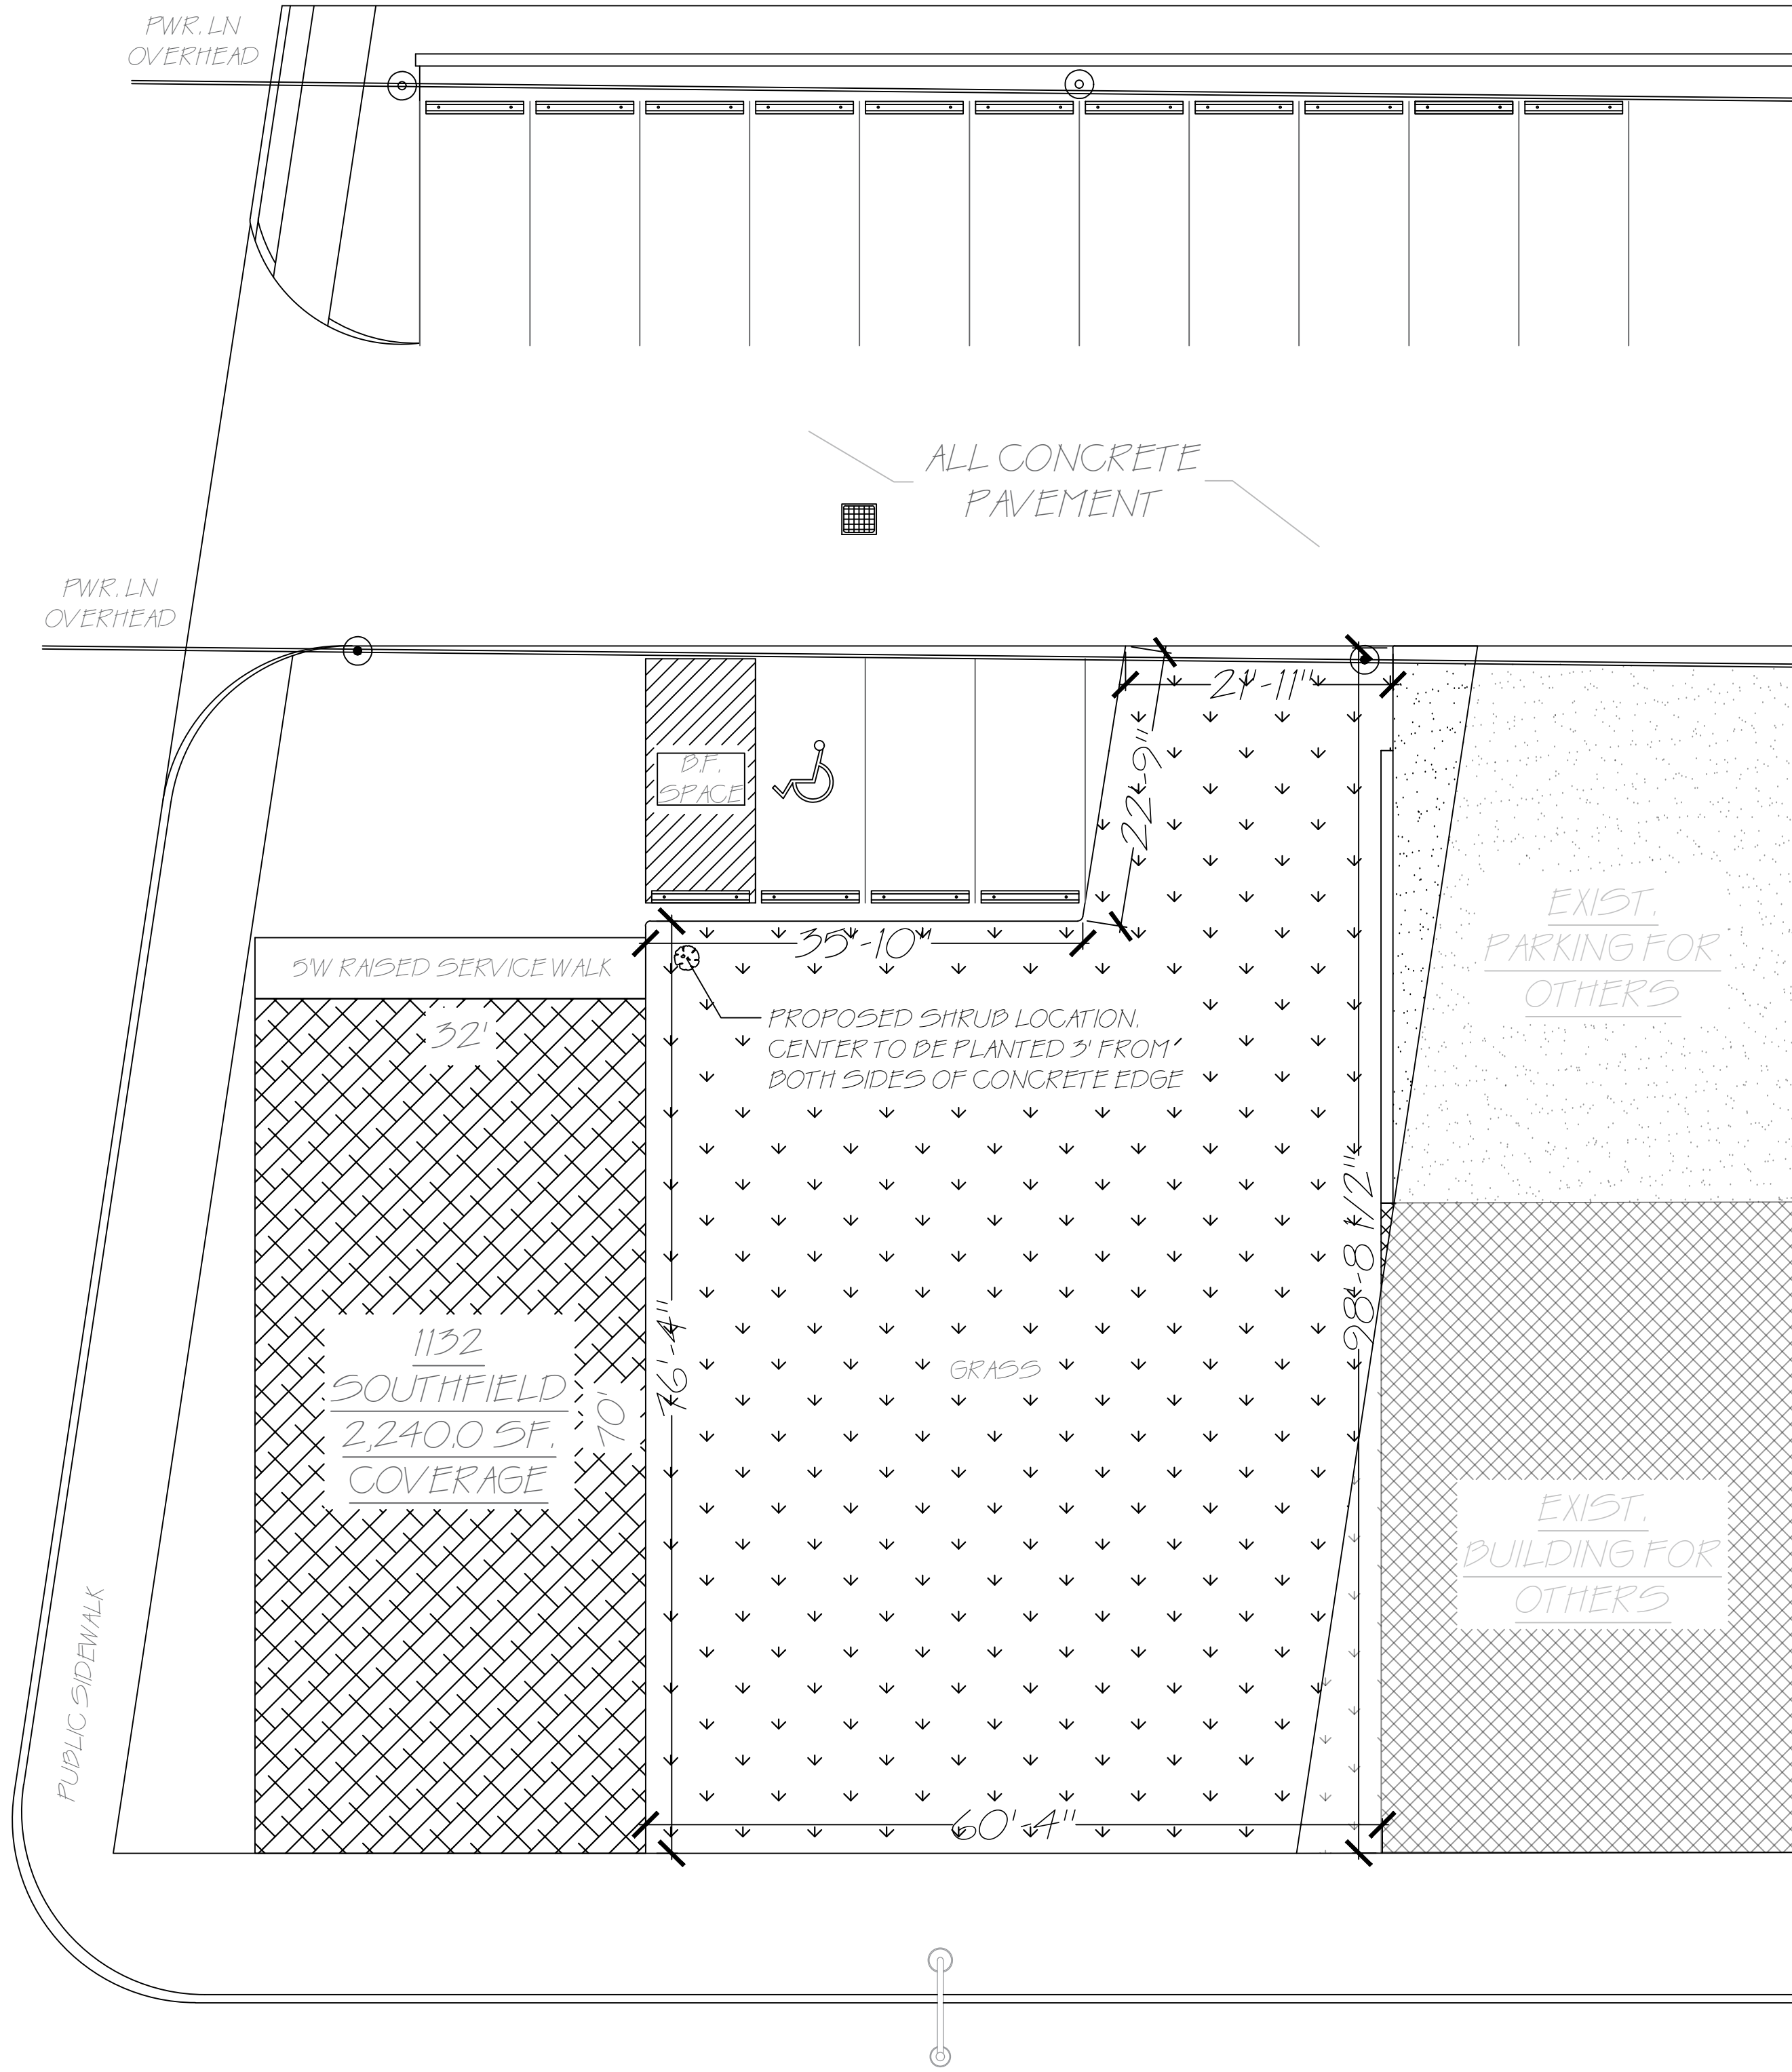 PWR. LN
OVERHEAD
ALL CONCRETE
PAVEMENT
PWR. LN
OVERHEAD
21'-11"
22'-9"
B.F.
SPACE
35'-10"
5'W RAISED SERVICE WALK
PROPOSED SHRUB LOCATION.
CENTER TO BE PLANTED 3' FROM
BOTH SIDES OF CONCRETE EDGE
EXIST.
PARKING FOR
OTHERS
32'
98'-8 1/2"
76'-4"
1132
SOUTHFIELD
2,240.0 SF.
COVERAGE
70'
GRASS
EXIST.
BUILDING FOR
OTHERS
PUBLIC SIDEWALK
60'-4"